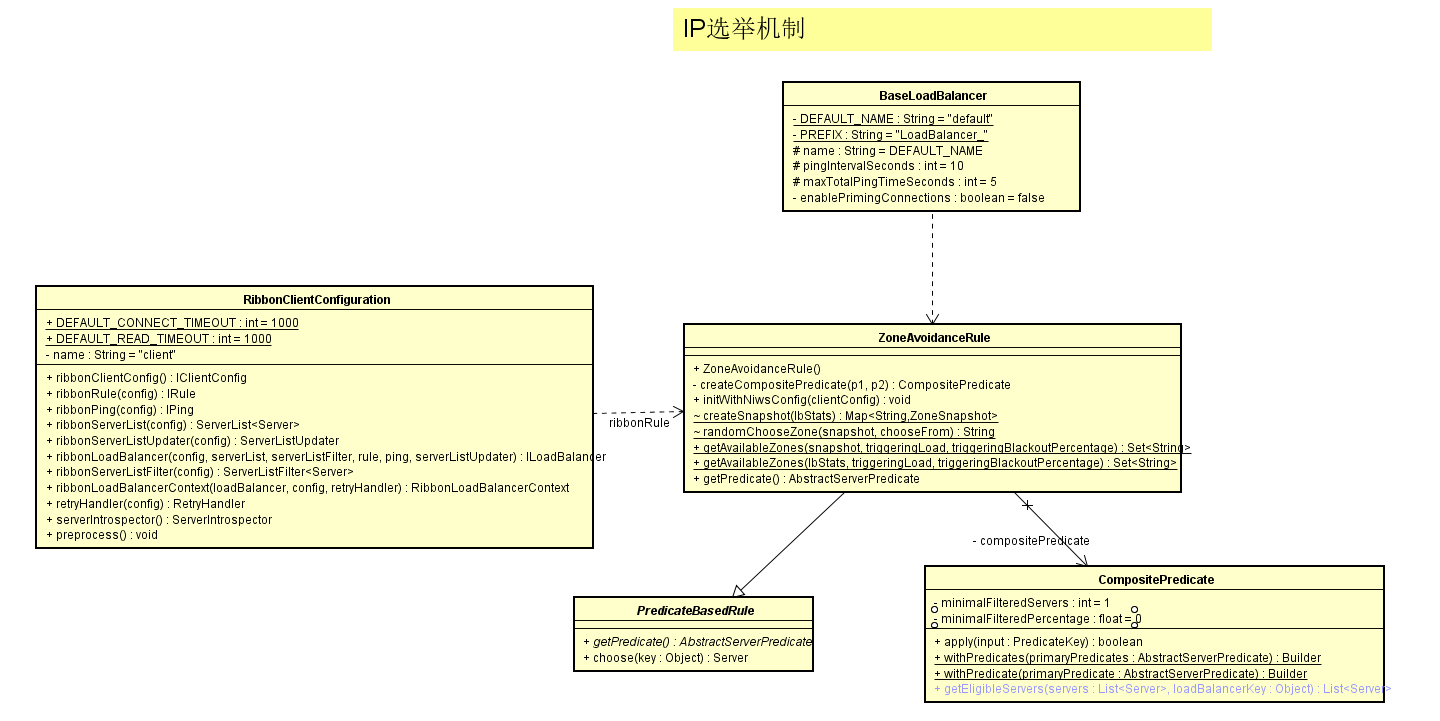 IP选举机制
BaseLoadBalancer
- DEFAULT_NAME : String = "default"
- PREFIX : String = "LoadBalancer_"
# name : String = DEFAULT_NAME
# pingIntervalSeconds : int = 10
# maxTotalPingTimeSeconds : int = 5
- enablePrimingConnections : boolean = false
RibbonClientConfiguration
+ DEFAULT_CONNECT_TIMEOUT : int = 1000
+ DEFAULT_READ_TIMEOUT : int = 1000
- name : String = "client"
+ ribbonClientConfig() : IClientConfig
+ ribbonRule(config) : IRule
+ ribbonPing(config) : IPing
+ ribbonServerList(config) : ServerList<Server>
+ ribbonServerListUpdater(config) : ServerListUpdater
+ ribbonLoadBalancer(config, serverList, serverListFilter, rule, ping, serverListUpdater) : ILoadBalander
+ ribbonServerListFilter(config) : ServerListFilter<Server>
+ ribbonLoadBalancerContext(loadBalancer, config, retryHandler) : RibbonLoadBalancerContext
+ retryHandler(config) : RetryHandler
+ serverIntrospector() : ServerIntrospector
+ preprocess() : void
ribbonRule
ZoneAvoidanceRule
+ ZoneAvoidanceRule()
- createCompositePredicate(p1, p2) : CompositePredicate
+ initWithNiwsConfig(clientConfig) : void
~ createSnapshot(lbStats) : Map<String,ZoneSnapshot>
~ randomChooseZone(snapshot, chooseFrom) : String
+ getAvailableZones(snapshot, triggeringLoad, triggeringBlackoutPercentage) : Set<String>
+ getAvailableZones(lbStats, triggeringLoad, triggeringBlackoutPercentage) : Set<String>
+ getPredicate() : AbstractServerPredicate
- compositePredicate
PredicateBasedRule
+ getPredicate() : AbstractServerPredicate
+ choose(key : Object) : Server
CompositePredicate
- minimalFilteredServers : int = 1
- minimalFilteredPercentage : float = 0
+ apply(input : PredicateKey) : boolean
+ withPredicates(primaryPredicates : AbstractServerPredicate) : Builder
+ withPredicate(primaryPredicate : AbstractServerPredicate) : Builder
+ getEligibleServers(servers : List<Server>, loadBalancerKey : Object) : List<Server>